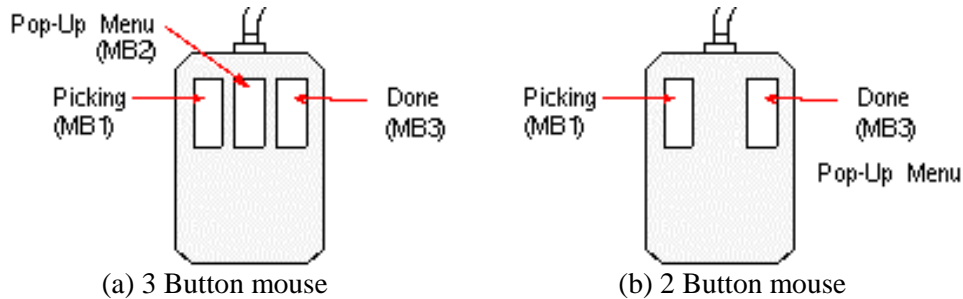 Pop-Up Menu
(MB2)
Picking
(MB1)
Done
(MB3)
(a) 3 Button mouse
Picking
(MB1)
Done
(MB3)
Pop-Up Menu
(b) 2 Button mouse